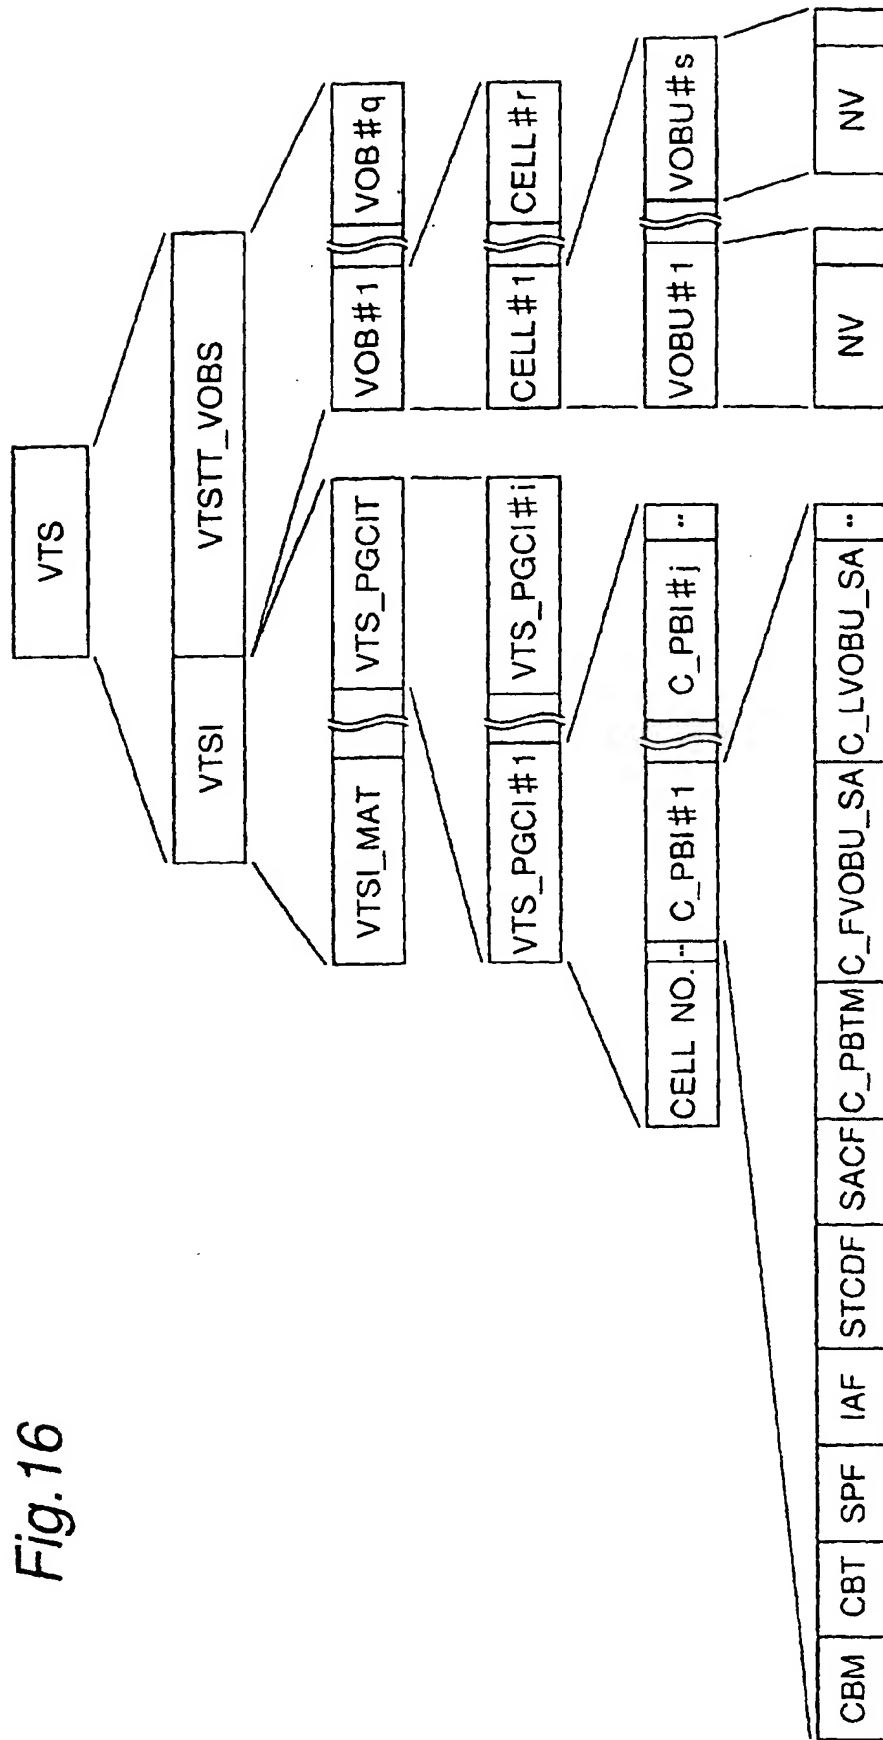 Fig. 16
VTS
VTSI VTSTT_VOBS
VTSI_MAT VTS_PGCIT VOB#1 VOB#q
VTS_PGCI#1 VTS_PGCI#i CELL#1 CELL#r
CELL NO. -- C_PBI#1 C_PBI#j -- VOBU#1 VOBU#s
CBM CBT SPF IAF STCDF SACF C_PBTM C_FVOBU_SA C_LVOBU_SA -- NV NV